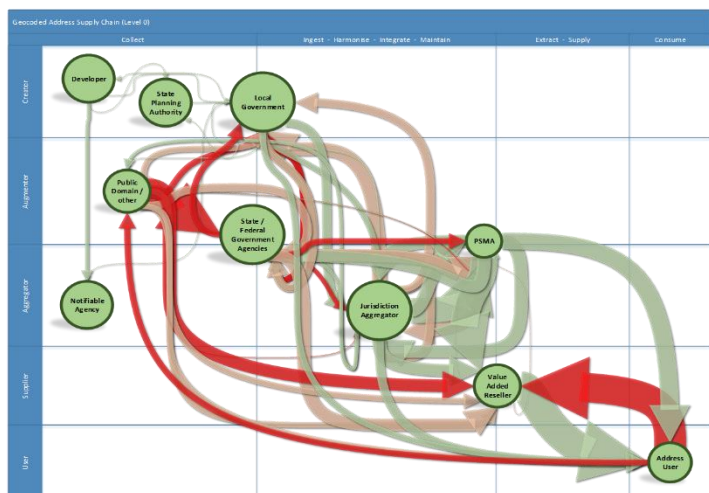 Geocoded Address Supply Chain (Level 0)
Collect
Ingest - Harmonise - Integrate - Maintain
Extract - Supply
Consume
Creator
Developer
State
Planning
Authority
Local
Government
Augmenter
Public
Domain/
other
State /
Federal
Government
Agencies
PSMA
Aggregator
Notifiable
Agency
Jurisdiction
Aggregator
Supplier
Value
Added
Reseller
User
Address
User